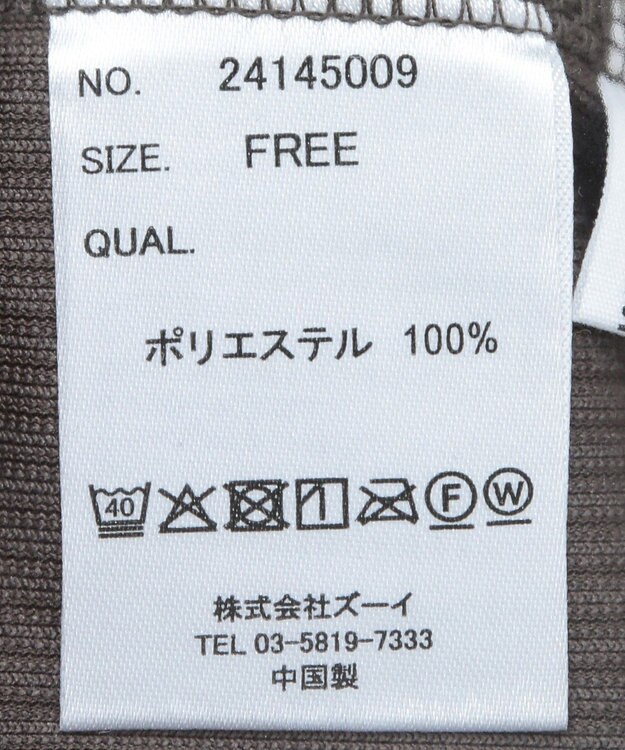 NO. 24145009
SIZE. FREE
QUAL.
ポリエステル 100%
40 F W
株式会社ズーイ
TEL 03-5819-7333
中国製